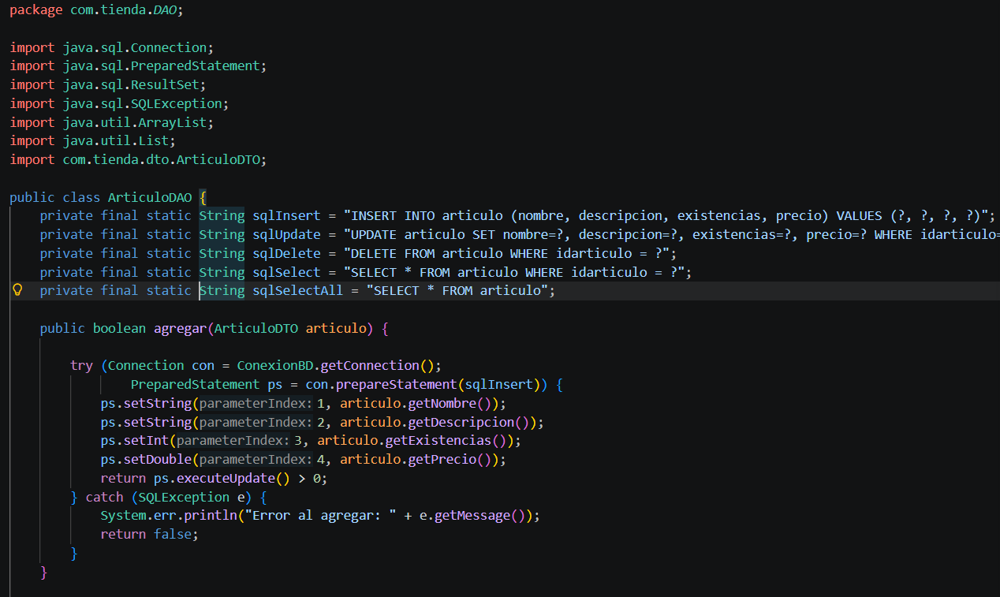 package com.tienda.DAO;
import java.sql.Connection;
import java.sql.PreparedStatement;
import java.sql.ResultSet;
import java.sql.SQLException;
import java.util.ArrayList;
import java.util.List;
import com.tienda.dto.ArticuloDTO;
public class ArticuloDAO {
private final static String sqlInsert = "INSERT INTO articulo (nombre, descripcion, existencias, precio) VALUES (?, ?, ?, ?)";
private final static String sqlUpdate = "UPDATE articulo SET nombre=?, descripcion=?, existencias=?, precio=? WHERE idarticulo=
private final static String sqlDelete = "DELETE FROM articulo WHERE idarticulo = ?";
private final static String sqlSelect = "SELECT * FROM articulo WHERE idarticulo = ?";
private final static String sqlSelectAll = "SELECT * FROM articulo";
public boolean agregar(ArticuloDTO articulo) {
try (Connection con = ConexionBD.getConnection();
PreparedStatement ps = con.prepareStatement(sqlInsert)) {
ps.setString(parameterIndex: 1, articulo.getNombre());
ps.setString(parameterIndex: 2, articulo.getDescripcion());
ps.setInt(parameterIndex: 3, articulo.getExistencias());
ps.setDouble(parameterIndex: 4, articulo.getPrecio());
return ps.executeUpdate() > 0;
} catch (SQLException e) {
System.err.println("Error al agregar: " + e.getMessage());
return false;
}
}